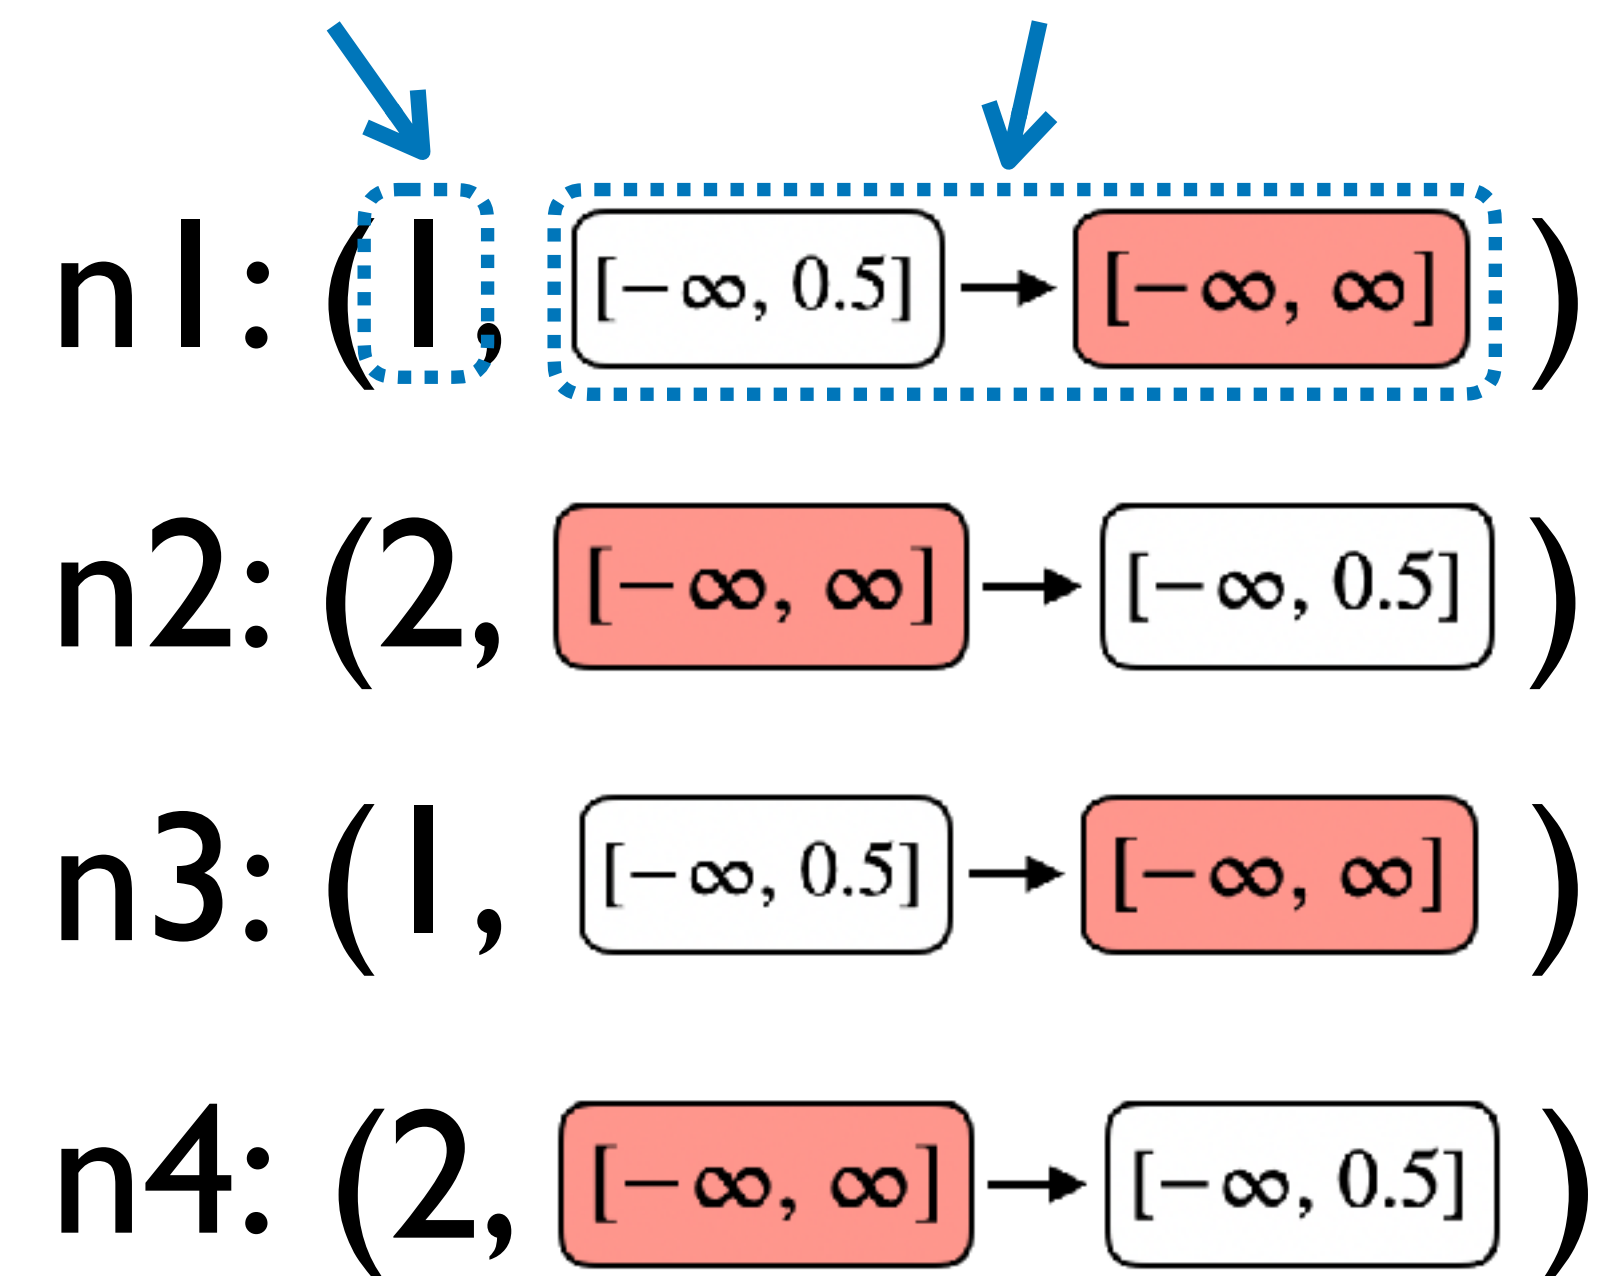 n1: (1, [−∞, 0.5] → [−∞, ∞] )
n2: (2, [−∞, ∞] → [−∞, 0.5] )
n3: (1, [−∞, 0.5] → [−∞, ∞] )
n4: (2, [−∞, ∞] → [−∞, 0.5] )